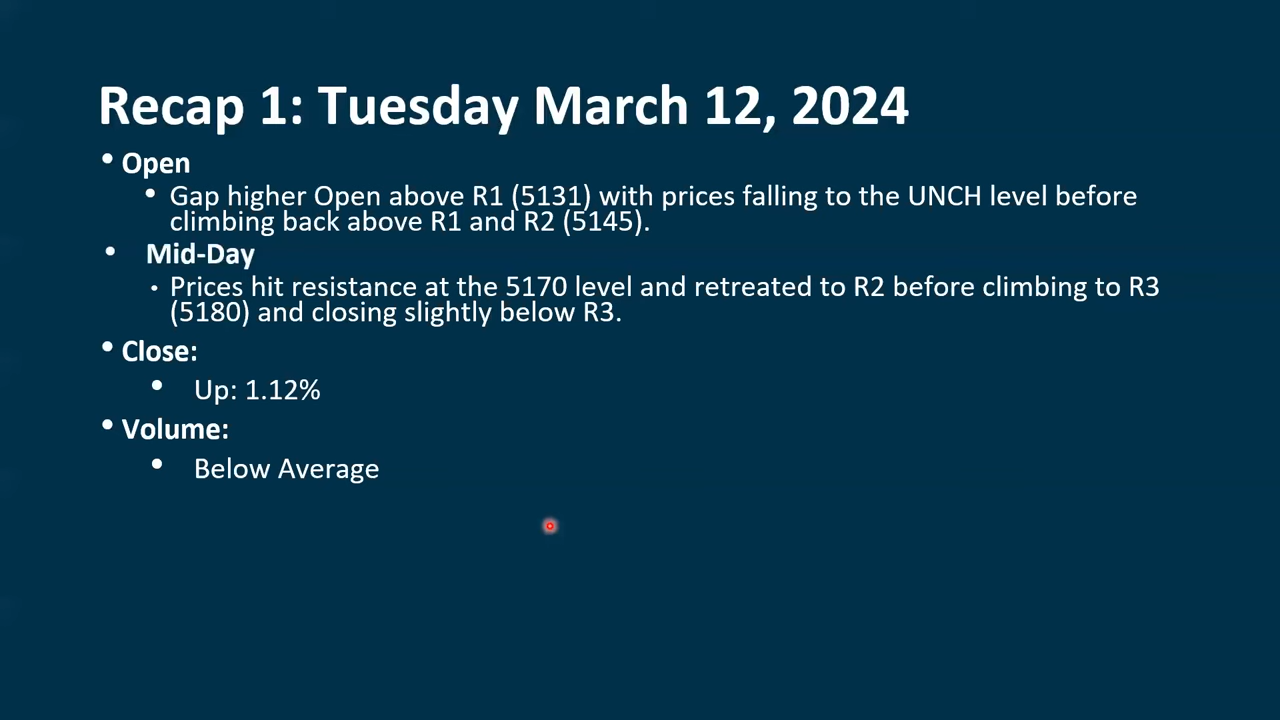 Recap 1: Tuesday March 12, 2024
• Open
• Gap higher Open above R1 (5131) with prices falling to the UNCH level before
climbing back above R1 and R2 (5145).
• Mid-Day
• Prices hit resistance at the 5170 level and retreated to R2 before climbing to R3
(5180) and closing slightly below R3.
• Close:
• Up: 1.12%
• Volume:
• Below Average